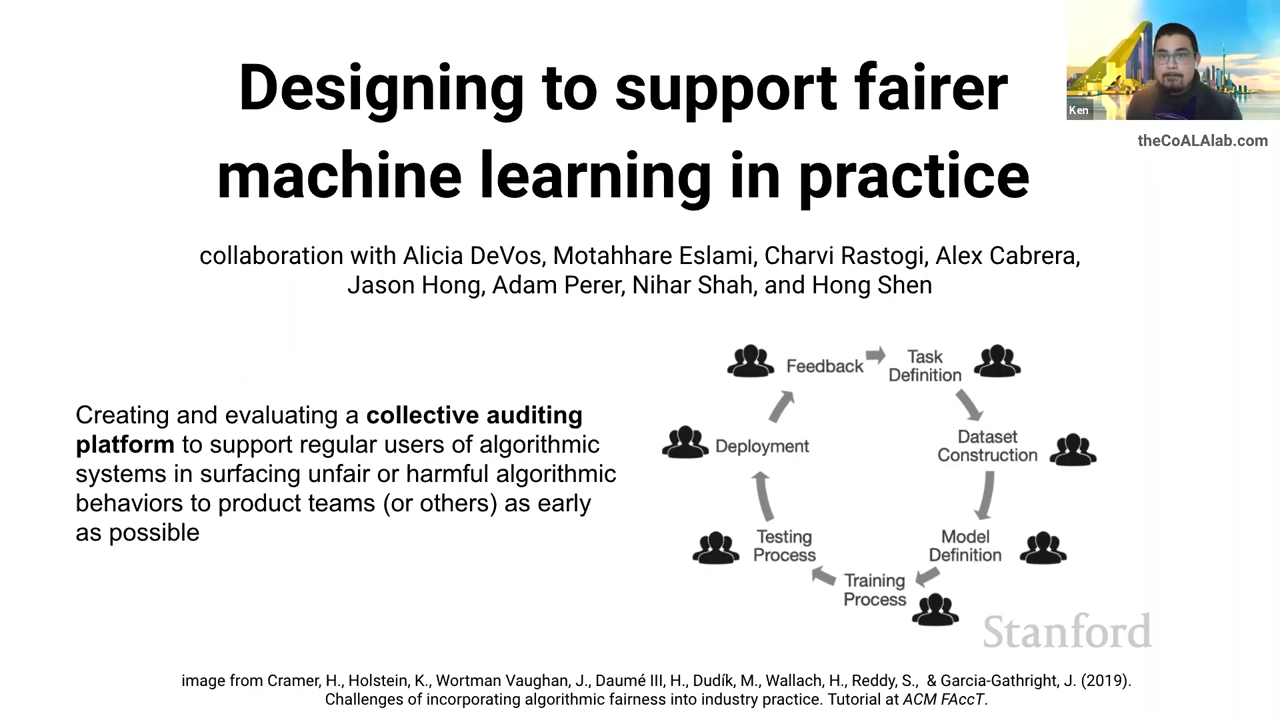 Designing to support fairer
machine learning in practice
Ken
theCoALAlab.com
collaboration with Alicia DeVos, Motahhare Eslami, Charvi Rastogi, Alex Cabrera,
Jason Hong, Adam Perer, Nihar Shah, and Hong Shen
Creating and evaluating a collective auditing
platform to support regular users of algorithmic
systems in surfacing unfair or harmful algorithmic
behaviors to product teams (or others) as early
as possible
Feedback
Task
Definition
Dataset
Construction
Model
Definition
Training
Process
Testing
Process
Deployment
Stanford
image from Cramer, H., Holstein, K., Wortman Vaughan, J., Daumé III, H., Dudík, M., Wallach, H., Reddy, S., & Garcia-Gathright, J. (2019).
Challenges of incorporating algorithmic fairness into industry practice. Tutorial at ACM FAccT.